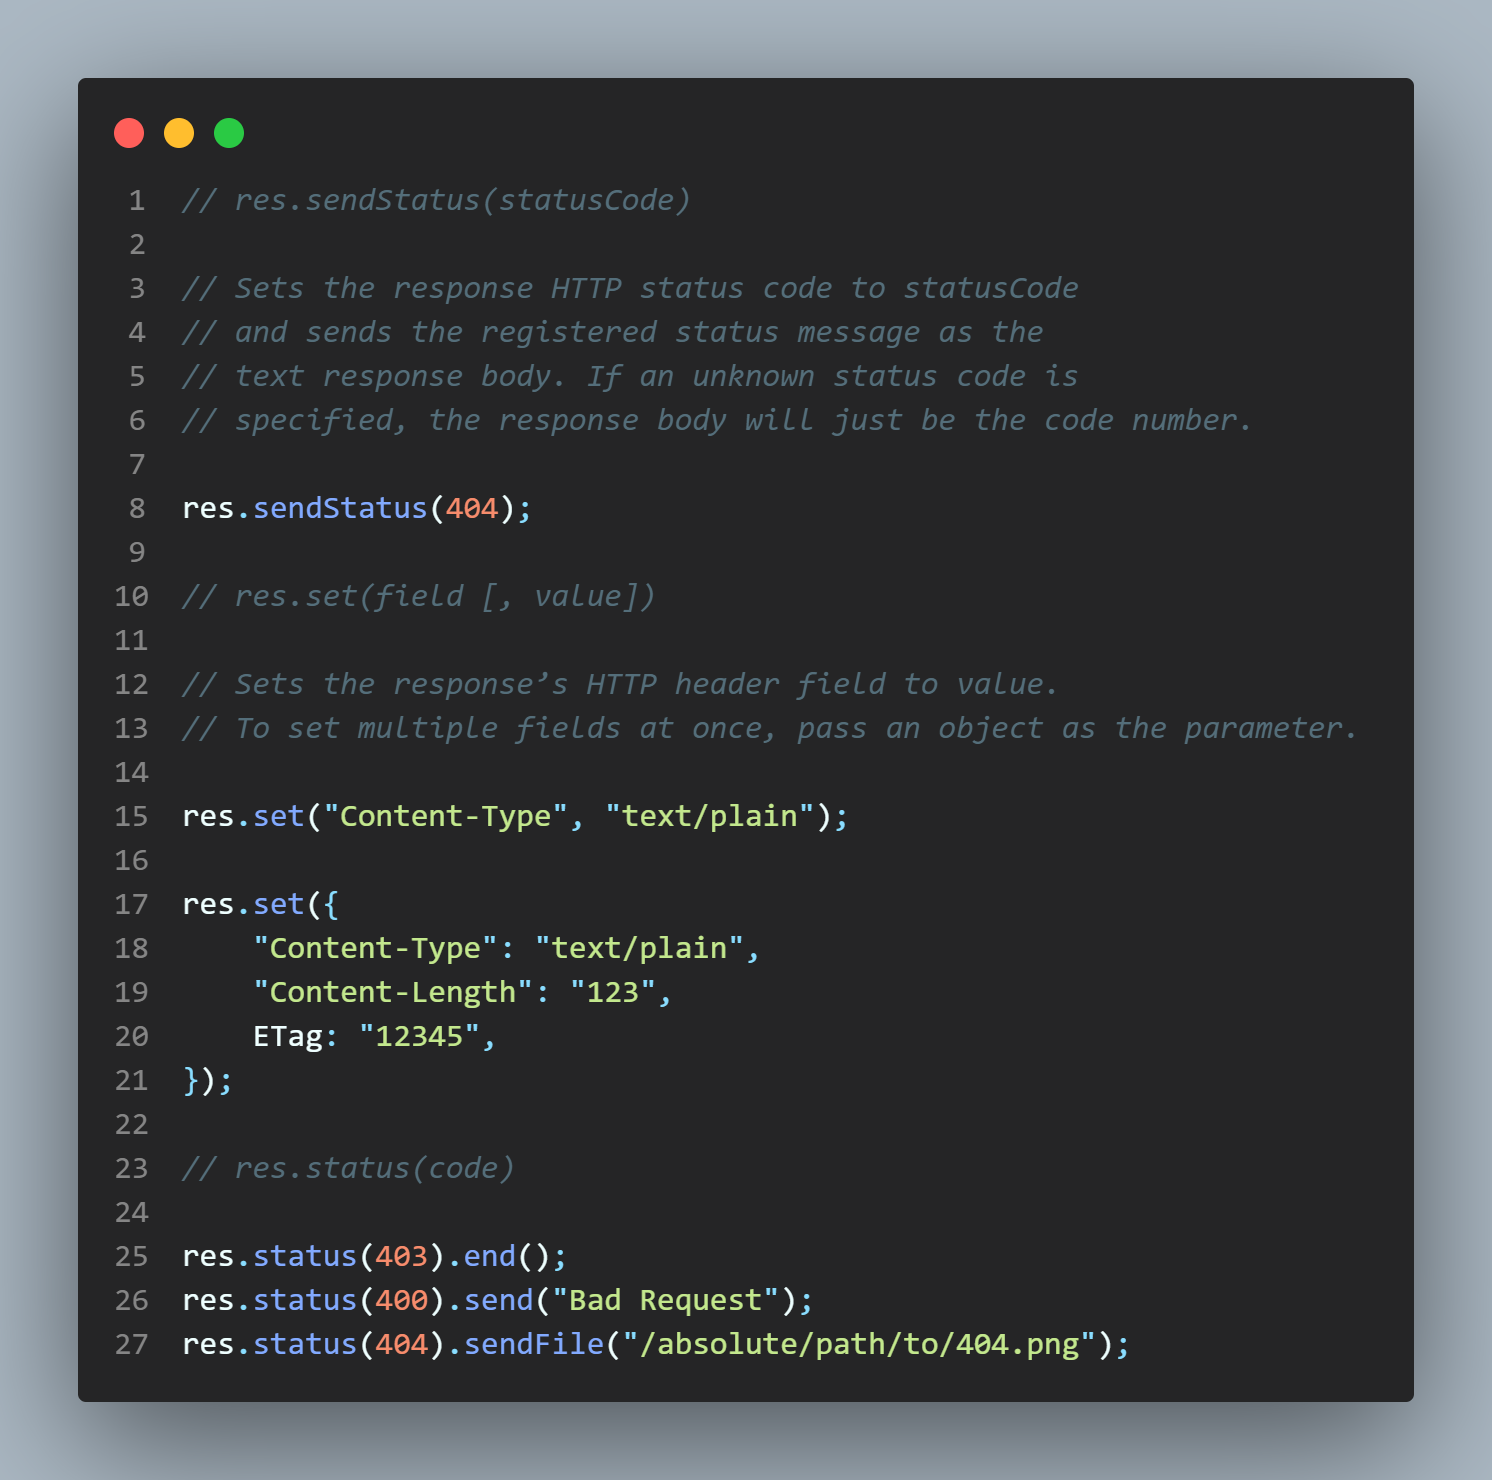 1 // res.sendStatus(statusCode)
2
3 // Sets the response HTTP status code to statusCode
4 // and sends the registered status message as the
5 // text response body. If an unknown status code is
6 // specified, the response body will just be the code number.
7
8 res.sendStatus(404);
9
10 // res.set(field [, value])
11
12 // Sets the response’s HTTP header field to value.
13 // To set multiple fields at once, pass an object as the parameter.
14
15 res.set("Content-Type", "text/plain");
16
17 res.set({
18     "Content-Type": "text/plain",
19     "Content-Length": "123",
20     ETag: "12345",
21 });
22
23 // res.status(code)
24
25 res.status(403).end();
26 res.status(400).send("Bad Request");
27 res.status(404).sendFile("/absolute/path/to/404.png");